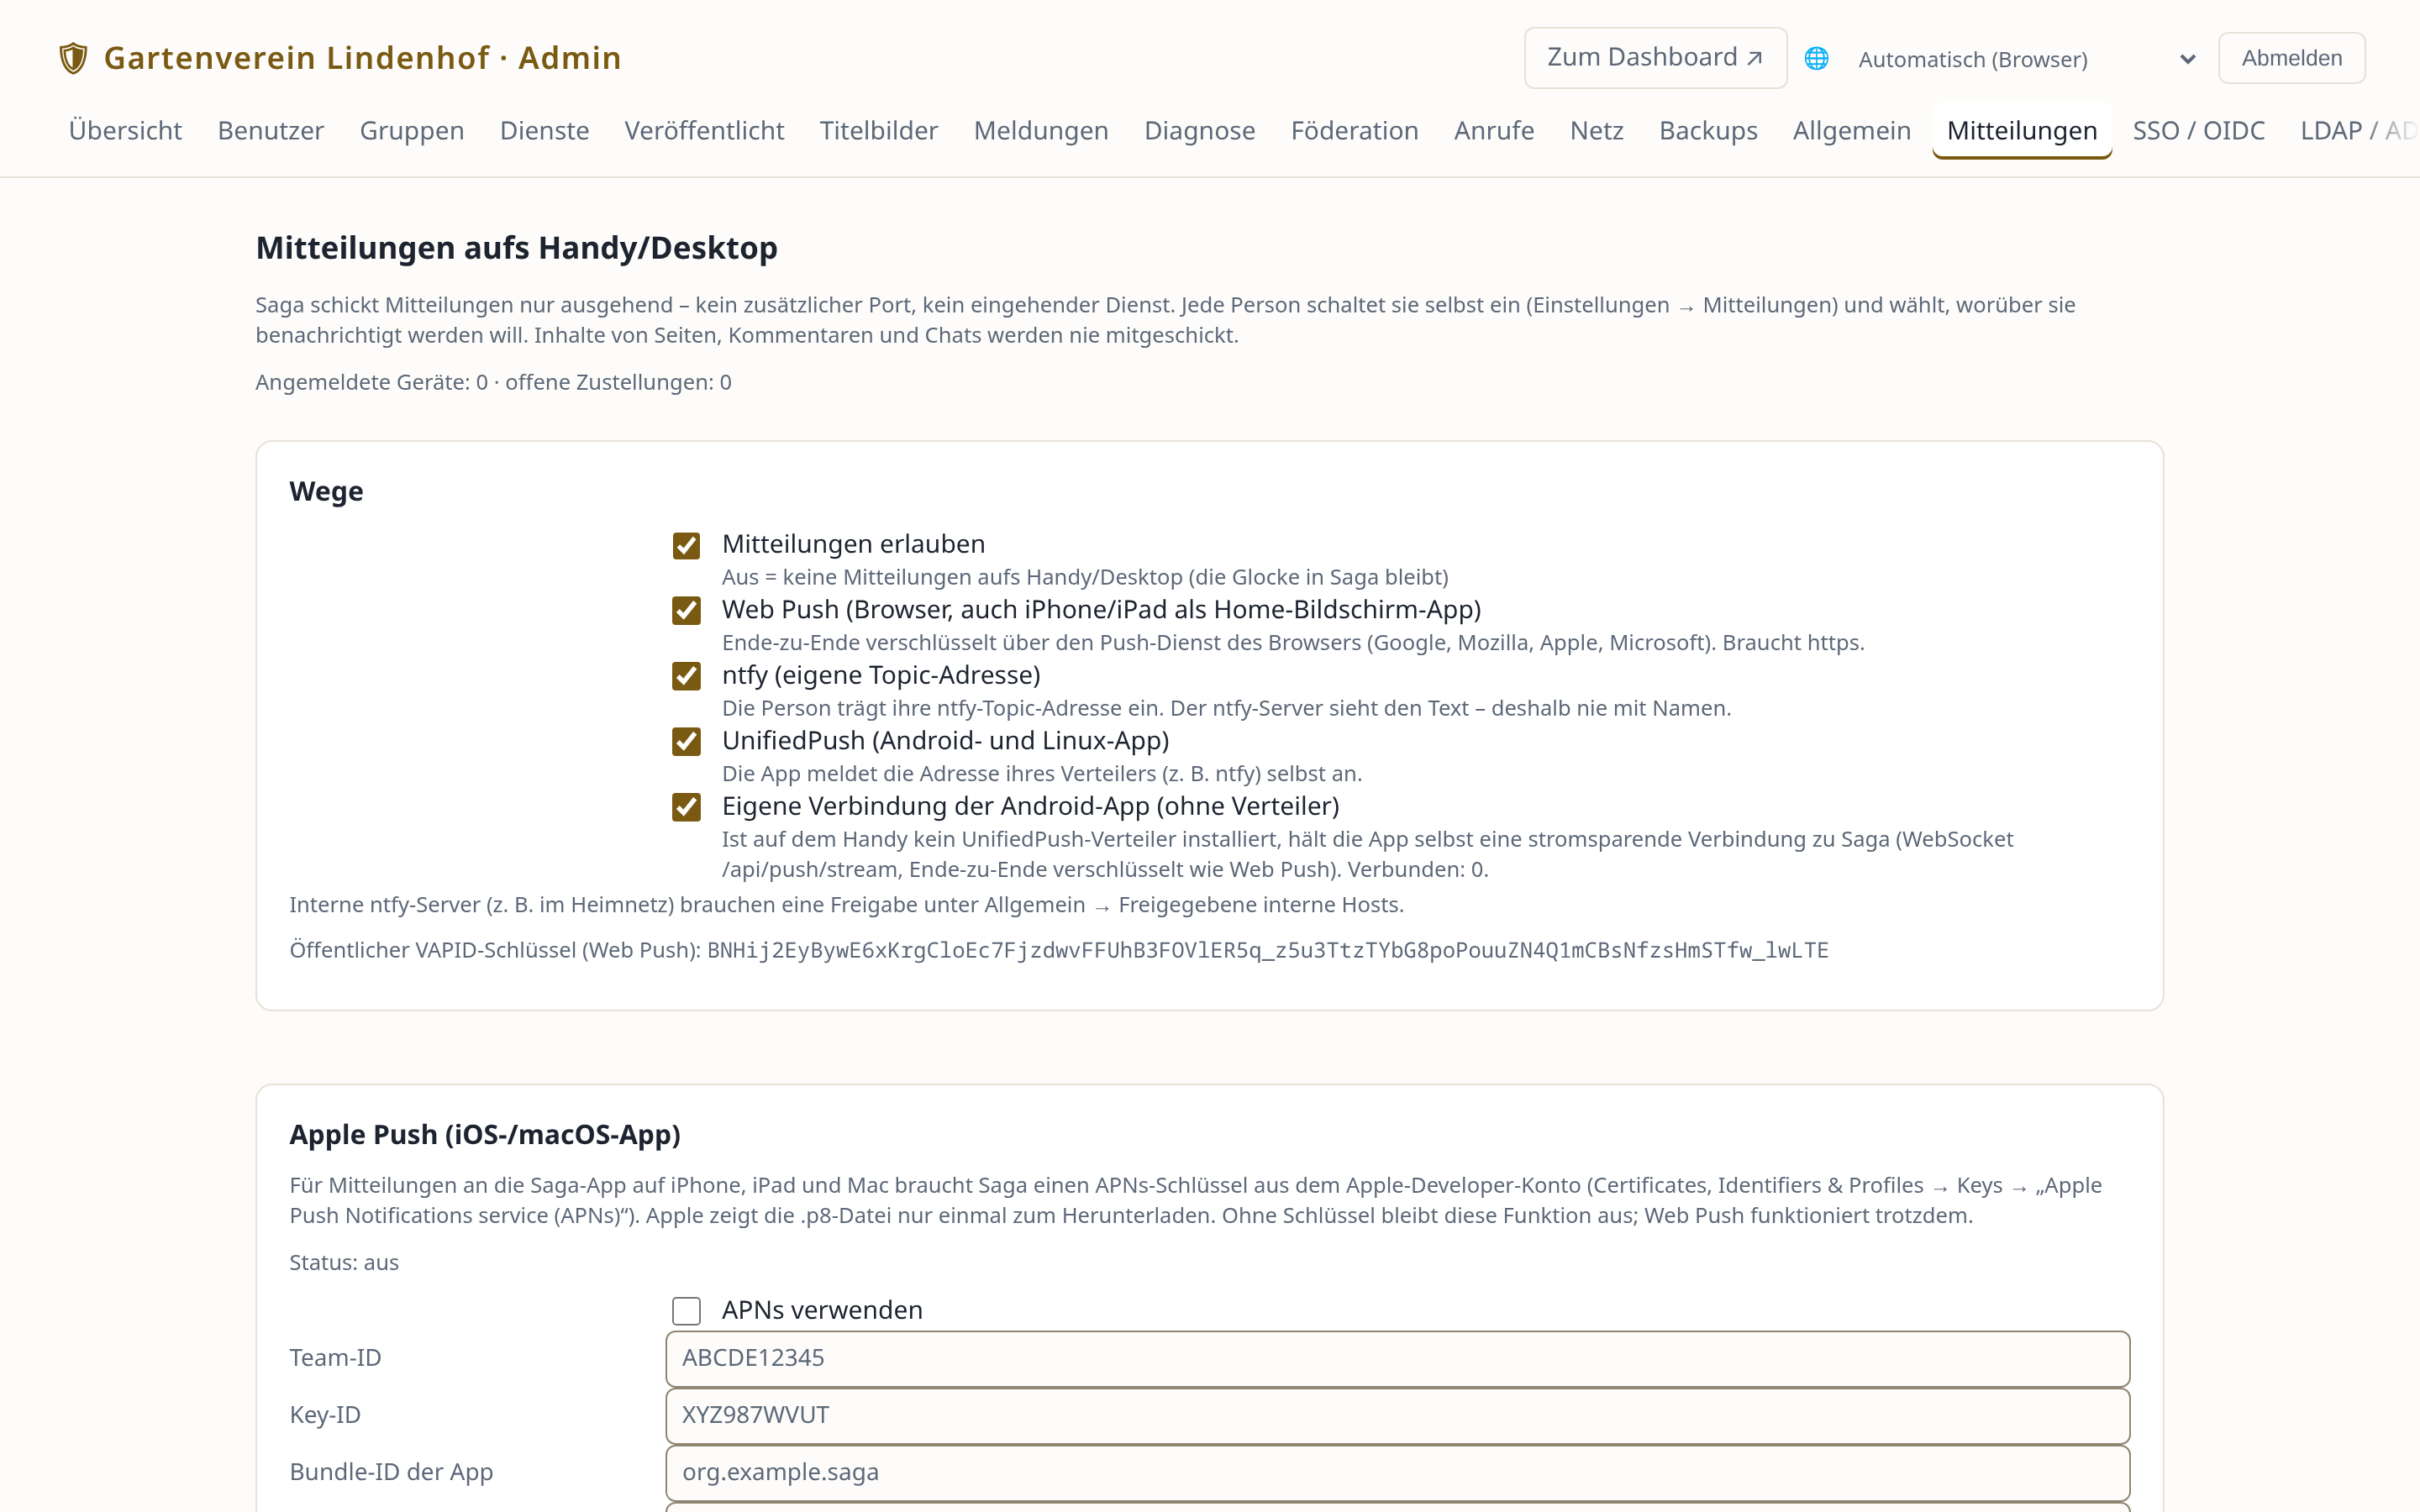 Gartenverein Lindenhof · Admin
Zum Dashboard ↗
Automatisch (Browser)
Abmelden
Übersicht Benutzer Gruppen Dienste Veröffentlicht Titelbilder Meldungen Diagnose Föderation Anrufe Netz Backups Allgemein Mitteilungen SSO / OIDC LDAP / AD
Mitteilungen aufs Handy/Desktop
Saga schickt Mitteilungen nur ausgehend – kein zusätzlicher Port, kein eingehender Dienst. Jede Person schaltet sie selbst ein (Einstellungen → Mitteilungen) und wählt, worüber sie
benachrichtigt werden will. Inhalte von Seiten, Kommentaren und Chats werden nie mitgeschickt.
Angemeldete Geräte: 0 · offene Zustellungen: 0
Wege
Mitteilungen erlauben
Aus = keine Mitteilungen aufs Handy/Desktop (die Glocke in Saga bleibt)
Web Push (Browser, auch iPhone/iPad als Home-Bildschirm-App)
Ende-zu-Ende verschlüsselt über den Push-Dienst des Browsers (Google, Mozilla, Apple, Microsoft). Braucht https.
ntfy (eigene Topic-Adresse)
Die Person trägt ihre ntfy-Topic-Adresse ein. Der ntfy-Server sieht den Text – deshalb nie mit Namen.
UnifiedPush (Android- und Linux-App)
Die App meldet die Adresse ihres Verteilers (z. B. ntfy) selbst an.
Eigene Verbindung der Android-App (ohne Verteiler)
Ist auf dem Handy kein UnifiedPush-Verteiler installiert, hält die App selbst eine stromsparende Verbindung zu Saga (WebSocket
/api/push/stream, Ende-zu-Ende verschlüsselt wie Web Push). Verbunden: 0.
Interne ntfy-Server (z. B. im Heimnetz) brauchen eine Freigabe unter Allgemein → Freigegebene interne Hosts.
Öffentlicher VAPID-Schlüssel (Web Push): BNHij2EyBywE6xKrgCloEc7FjzdwvFFUhB3FOVlER5q_z5u3TtzTYbG8poPouuZN4Q1mCBsNfzsHmSTfw_lwLTE
Apple Push (iOS-/macOS-App)
Für Mitteilungen an die Saga-App auf iPhone, iPad und Mac braucht Saga einen APNs-Schlüssel aus dem Apple-Developer-Konto (Certificates, Identifiers & Profiles → Keys → „Apple
Push Notifications service (APNs)“). Apple zeigt die .p8-Datei nur einmal zum Herunterladen. Ohne Schlüssel bleibt diese Funktion aus; Web Push funktioniert trotzdem.
Status: aus
APNs verwenden
Team-ID ABCDE12345
Key-ID XYZ987WVUT
Bundle-ID der App org.example.saga